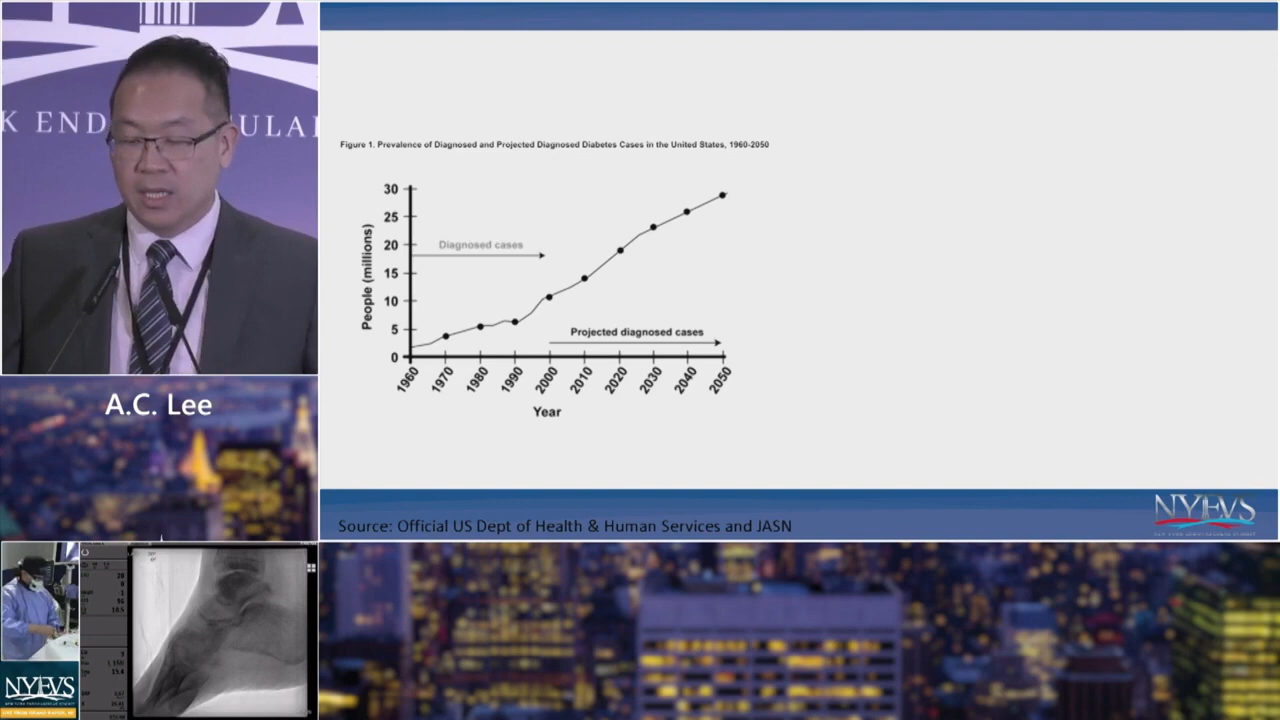 K END
ULAI
A.C. Lee
Figure 1. Prevalence of Diagnosed and Projected Diagnosed Diabetes Cases in the United States, 1960-2050
30
25
20
15
10
5
0
People (millions)
Diagnosed cases
Projected diagnosed cases
1960
1970
1980
1990
2000
2010
2020
2030
2040
2050
Year
Source: Official US Dept of Health & Human Services and JASN
NYEVS
NYEVS